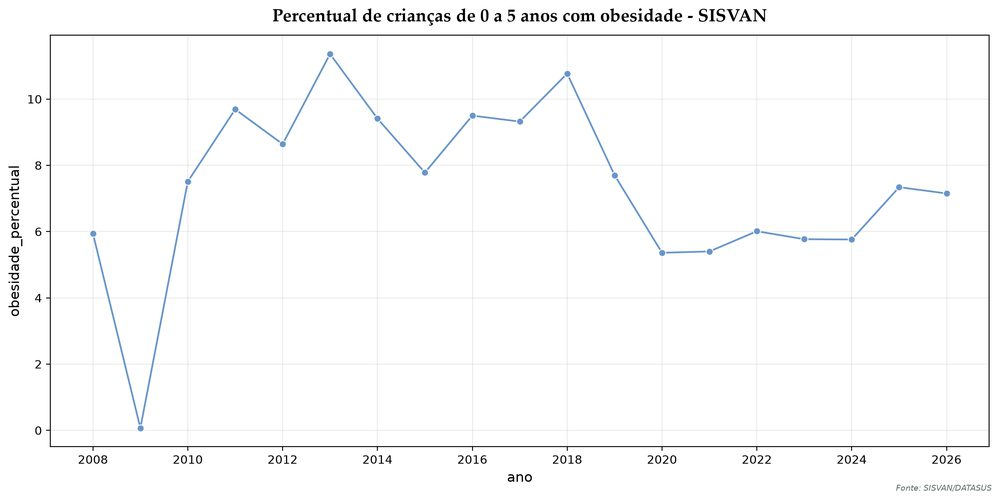 Percentual de crianças de 0 a 5 anos com obesidade - SISVAN
obesidade_percentual
10
8
6
4
2
0
2008 2010 2012 2014 2016 2018 2020 2022 2024 2026
ano
Fonte: SISVAN/DATASUS